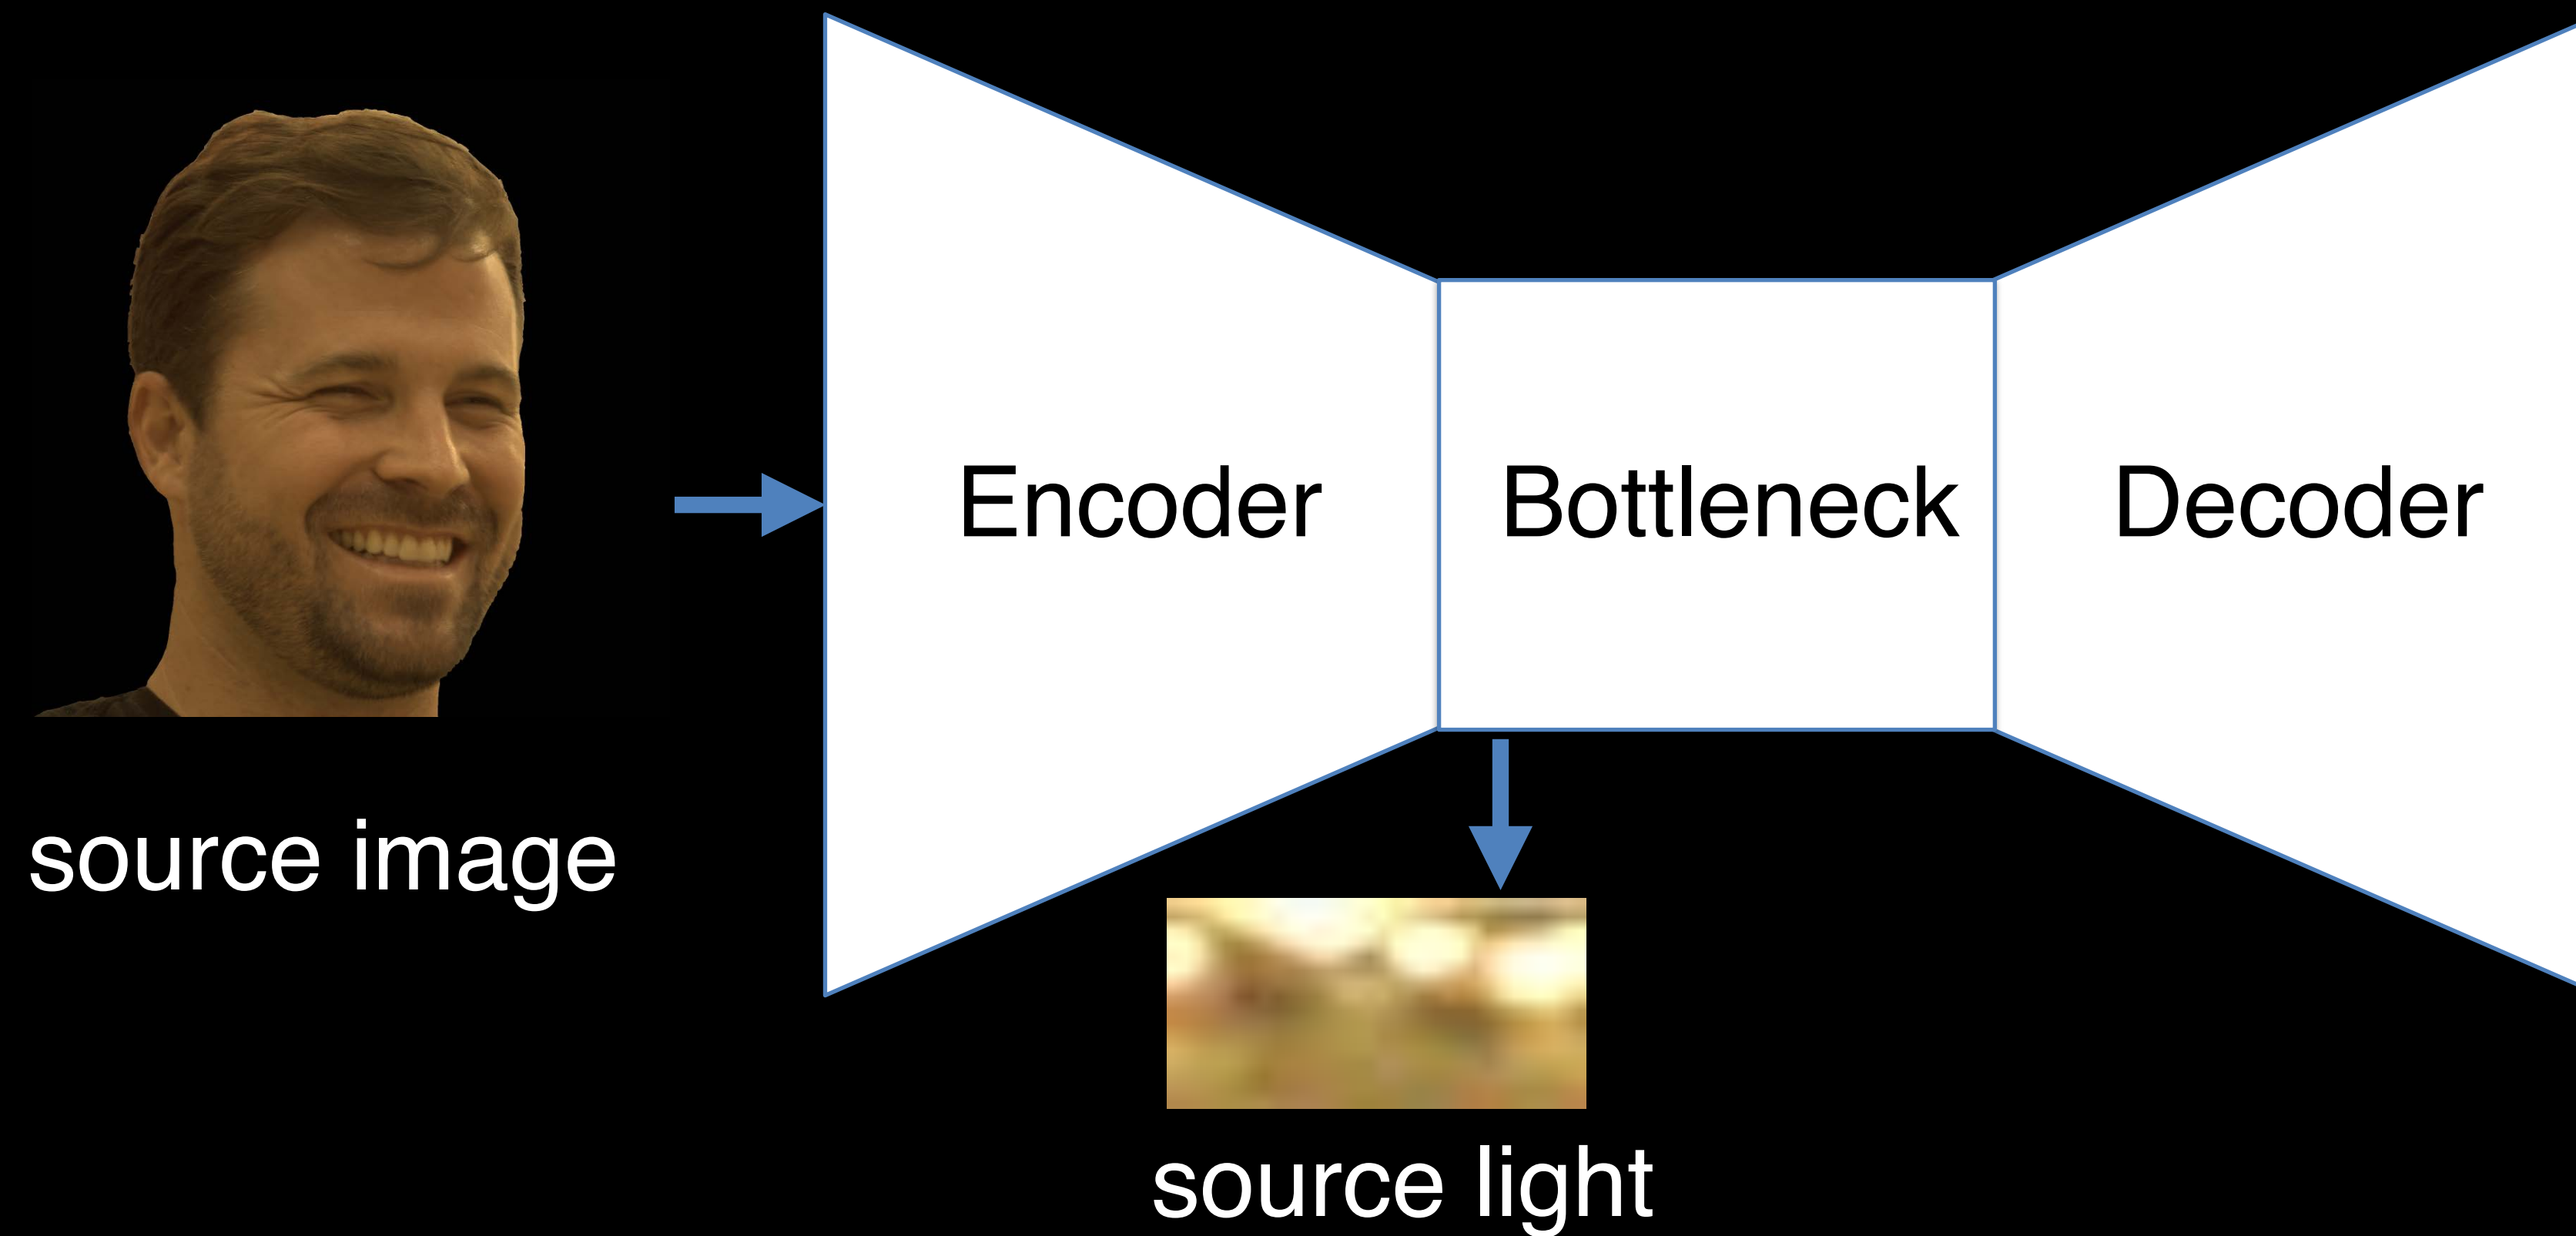 source image
Encoder
Bottleneck
Decoder
source light